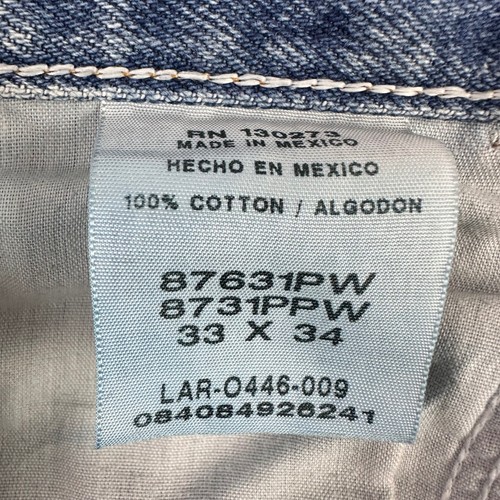 RN 130273
MADE IN MEXICO
HECHO EN MEXICO
100% COTTON / ALGODON
87631PW
8731PPW
33 X 34
LAR-0446-009
084084926241